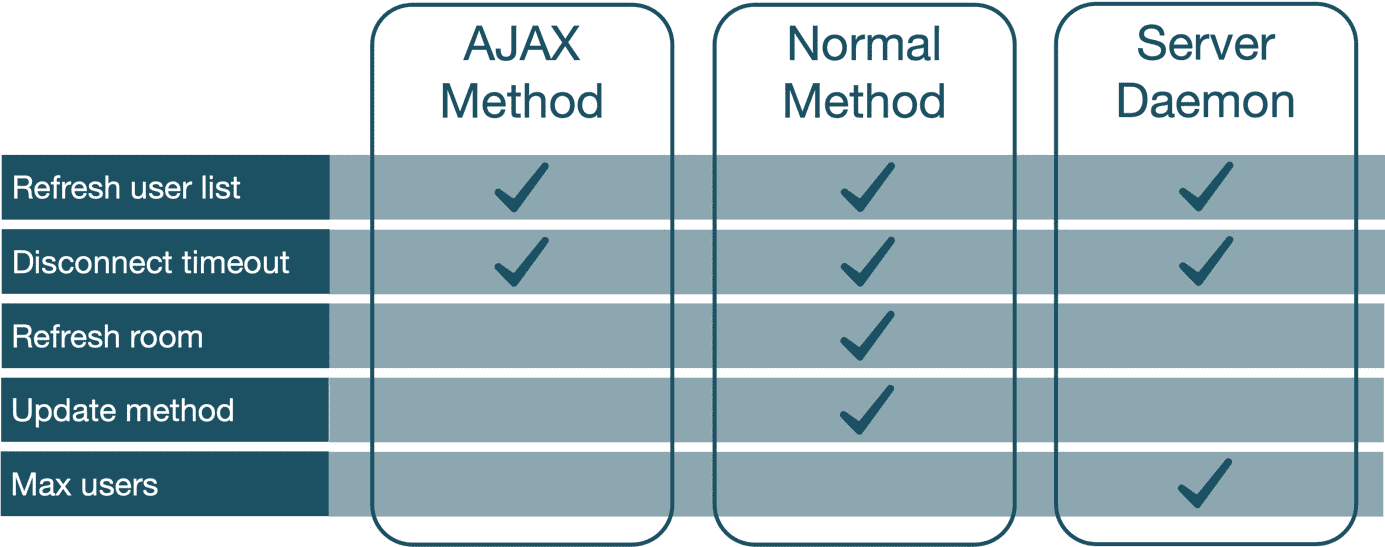 AJAX
Method
Normal
Method
Server
Daemon
Refresh user list
Disconnect timeout
Refresh room
Update method
Max users